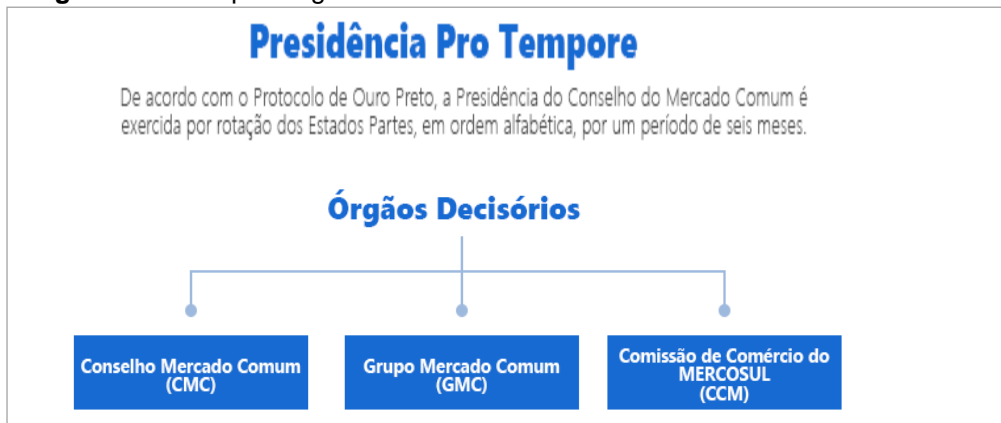 Presidência Pro Tempore
De acordo com o Protocolo de Ouro Preto, a Presidência do Conselho do Mercado Comum é
exercida por rotação dos Estados Partes, em ordem alfabética, por um período de seis meses.
Órgãos Decisórios
Conselho Mercado Comum
(CMC)
Grupo Mercado Comum
(GMC)
Comissão de Comércio do
MERCOSUL
(CCM)